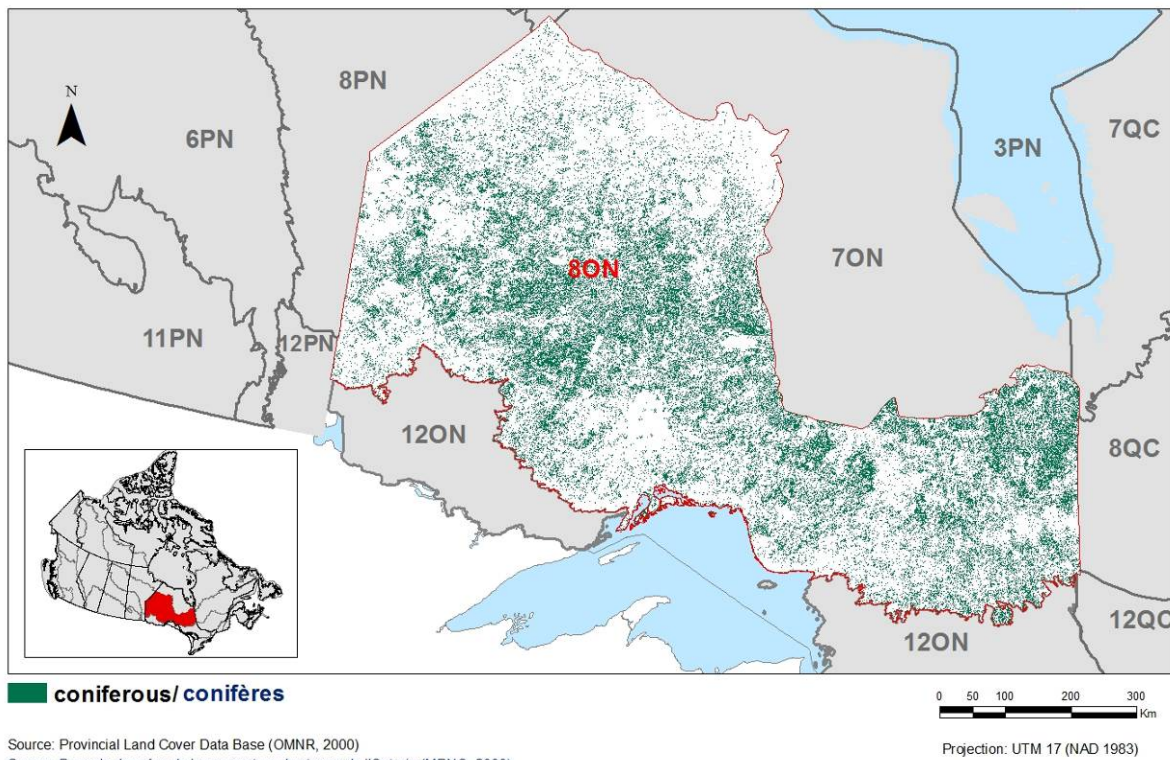 N
8PN
6PN
3PN
7QC
8ON
7ON
11PN
12PN
12ON
8QC
12ON
12QC
coniferous/ conifères
0 50 100 200 300
Km
Source: Provincial Land Cover Data Base (OMNR, 2000)
Projection: UTM 17 (NAD 1983)